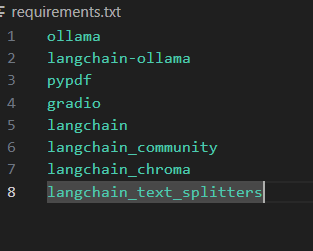 requirements.txt
1 ollama
2 langchain-ollama
3 pypdf
4 gradio
5 langchain
6 langchain_community
7 langchain_chroma
8 langchain_text_splitters